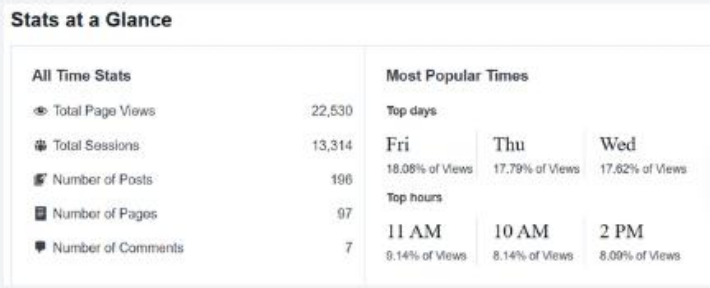 Stats at a Glance
All Time Stats
Total Page Views 22,530
Total Sessions 13,314
Number of Posts 196
Number of Pages 97
Number of Comments 7
Most Popular Times
Top days
Fri Thu Wed
18.08% of Views 17.79% of Views 17.62% of Views
Top hours
11 AM 10 AM 2 PM
9.14% of Views 8.14% of Views 8.09% of Views